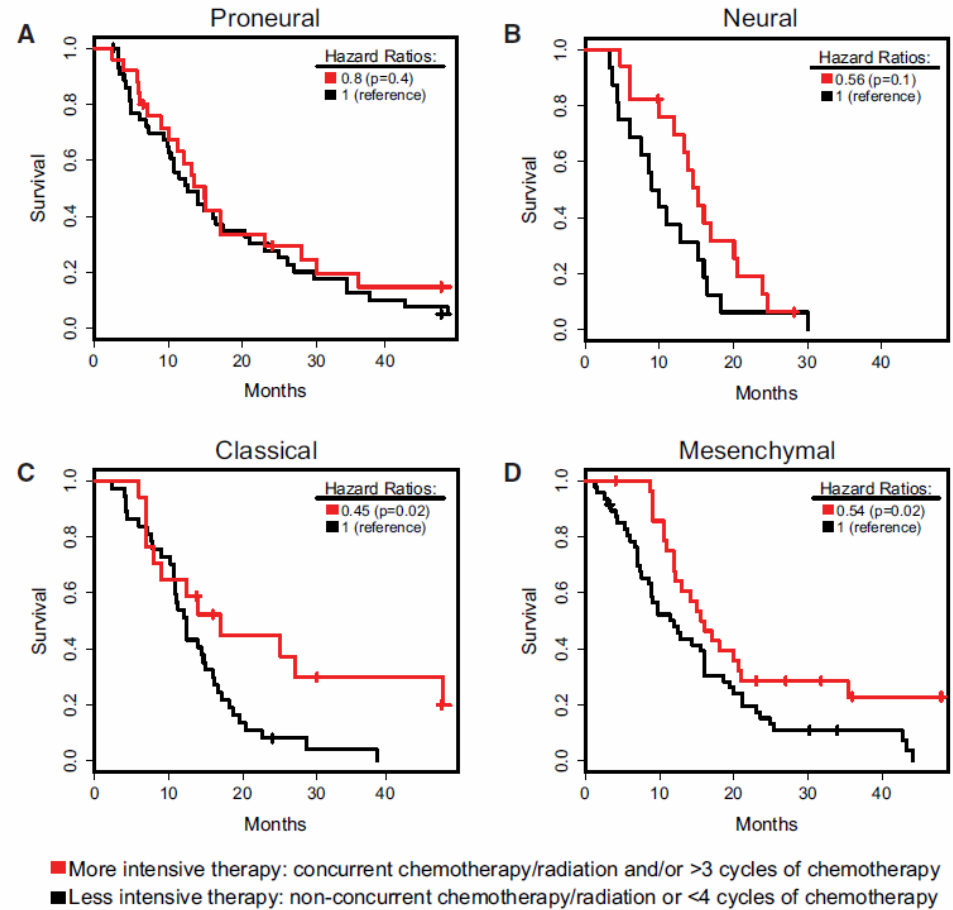 A
Proneural
Hazard Ratios:
0.8 (p=0.4)
1 (reference)
Survival
1.0
0.8
0.6
0.4
0.2
0.0
0 10 20 30 40
Months
B
Neural
Hazard Ratios:
0.56 (p=0.1)
1 (reference)
Survival
1.0
0.8
0.6
0.4
0.2
0.0
0 10 20 30 40
Months
C
Classical
Hazard Ratios:
0.45 (p=0.02)
1 (reference)
Survival
1.0
0.8
0.6
0.4
0.2
0.0
0 10 20 30 40
Months
D
Mesenchymal
Hazard Ratios:
0.54 (p=0.02)
1 (reference)
Survival
1.0
0.8
0.6
0.4
0.2
0.0
0 10 20 30 40
Months
More intensive therapy: concurrent chemotherapy/radiation and/or >3 cycles of chemotherapy
Less intensive therapy: non-concurrent chemotherapy/radiation or <4 cycles of chemotherapy